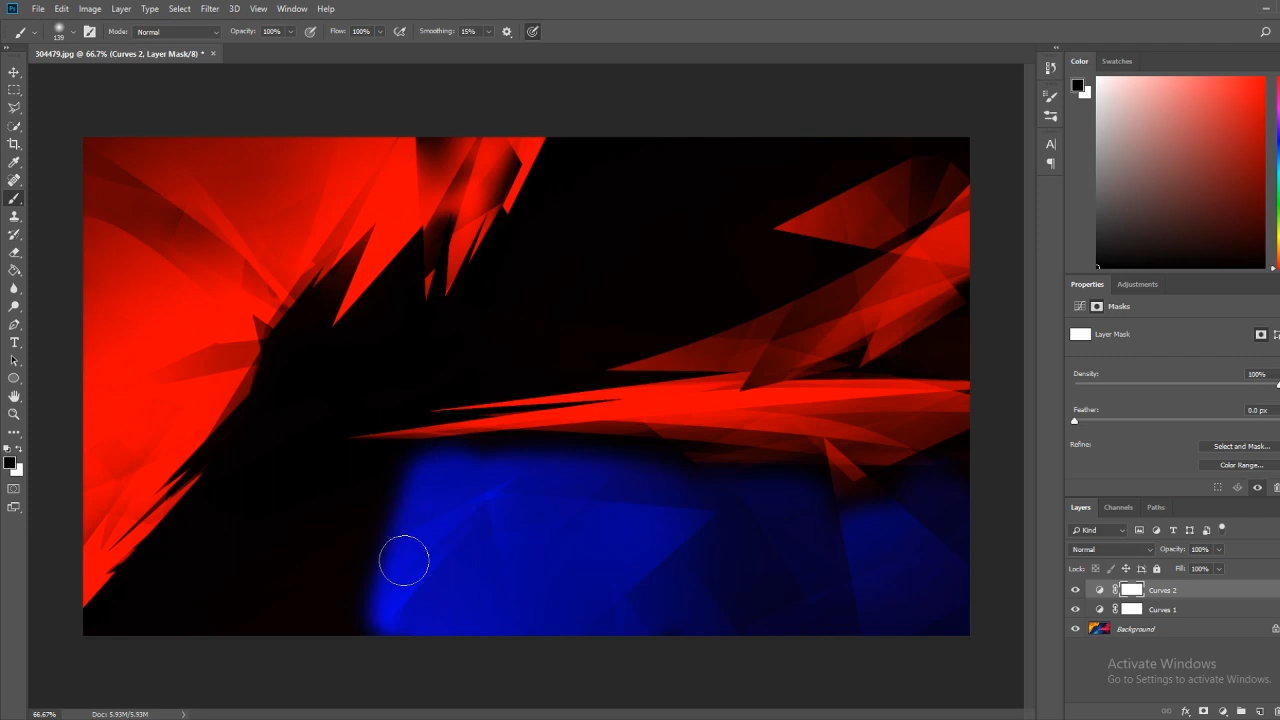 Ps File Edit Image Layer Type Select Filter 3D View Window Help
139 Mode: Normal Opacity: 100% Flow: 100% Smoothing: 15%
304479.jpg @ 66.7% (Curves 2, Layer Mask/8) * ×
Color Swatches
Properties Adjustments
Masks
Layer Mask
Density: 100%
Feather: 0.0 px
Refine: Select and Mask...
Color Range...
Layers Channels Paths
Kind
Normal Opacity: 100%
Lock: Fill: 100%
Curves 2
Curves 1
Background
Activate Windows
Go to Settings to activate Windows.
66.67% Doc: 5.93M/5.93M